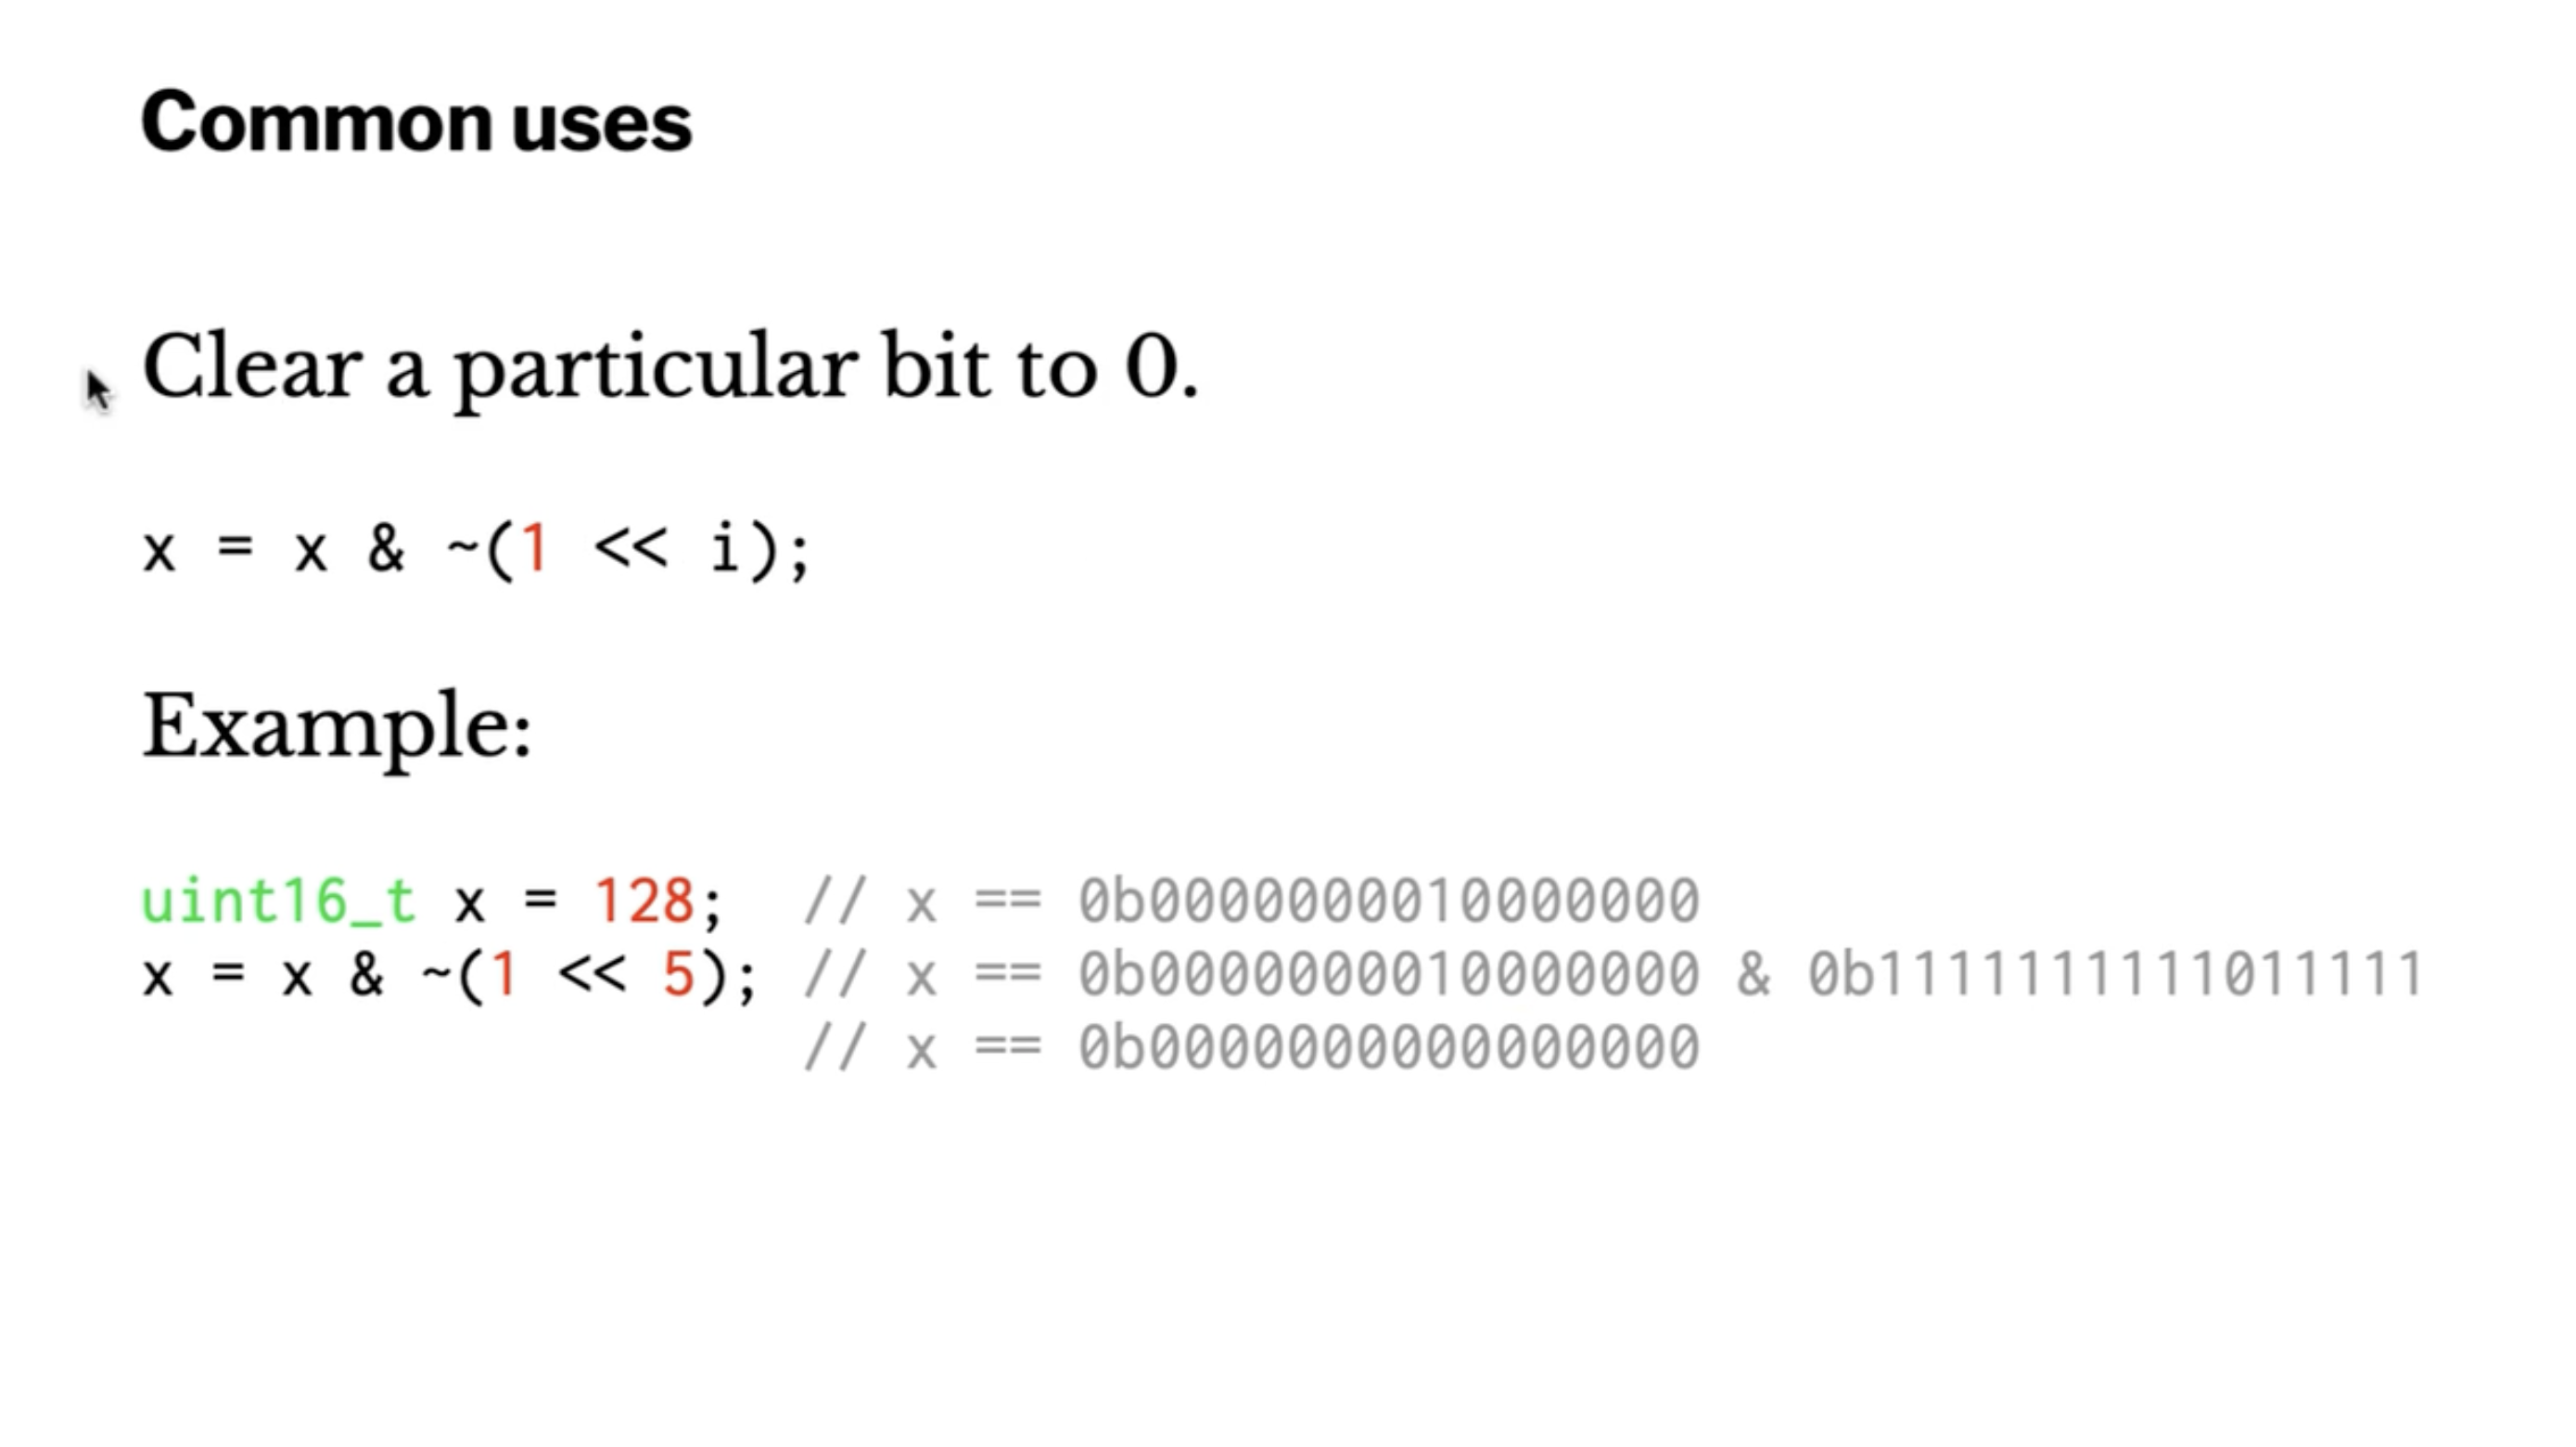 Common uses
Clear a particular bit to 0.
x = x & ~(1 << i);
Example:
uint16_t x = 128; // x == 0b0000000010000000
x = x & ~(1 << 5); // x == 0b0000000010000000 & 0b1111111111011111
// x == 0b0000000000000000